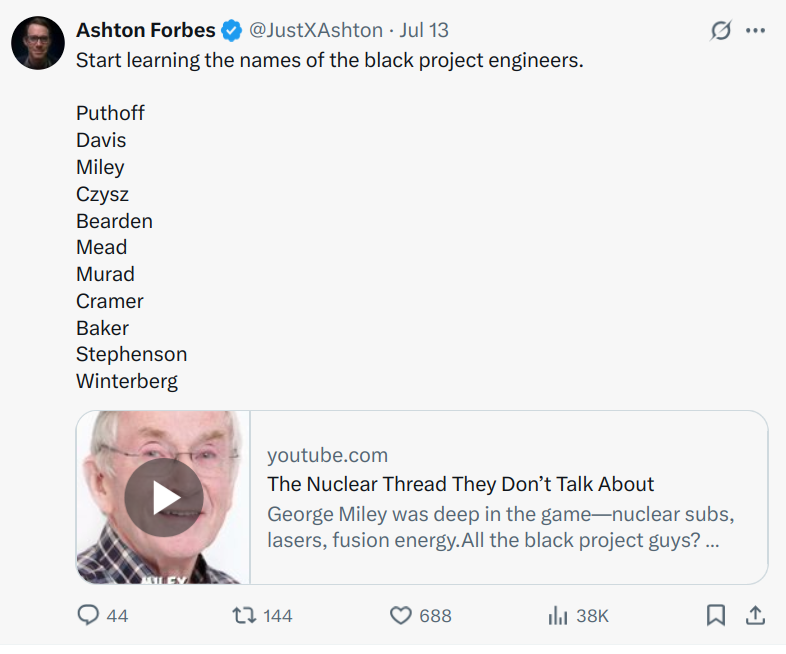 Ashton Forbes @JustXAshton · Jul 13
Start learning the names of the black project engineers.
Puthoff
Davis
Miley
Czysz
Bearden
Mead
Murad
Cramer
Baker
Stephenson
Winterberg
MILEY
youtube.com
The Nuclear Thread They Don’t Talk About
George Miley was deep in the game—nuclear subs,
lasers, fusion energy.All the black project guys? ...
44 144 688 38K